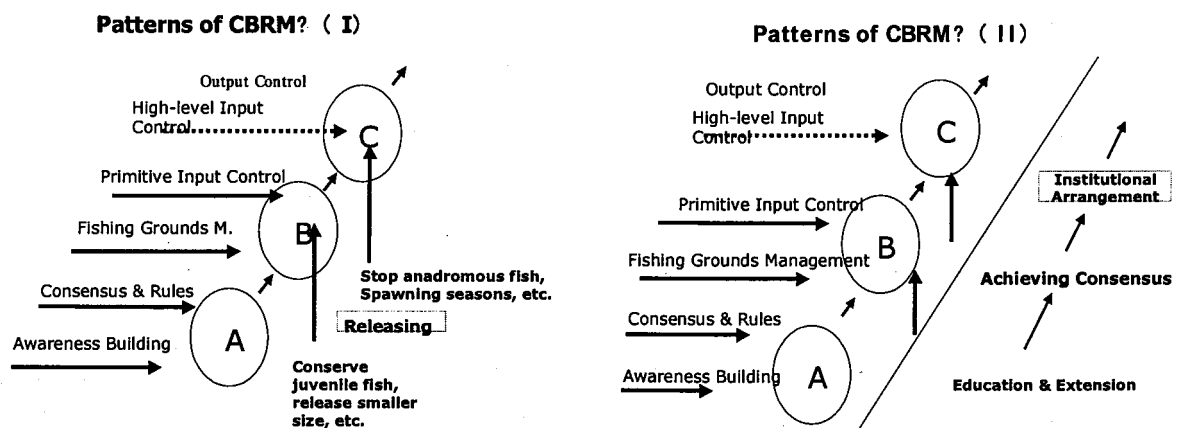 Patterns of CBRM? ( I )
Output Control
High-level Input
Control
C
Primitive Input Control
B
Fishing Grounds M.
Stop anadromous fish,
Spawning seasons, etc.
Consensus & Rules
Releasing
A
Awareness Building
Conserve
juvenile fish,
release smaller
size, etc.
Patterns of CBRM? ( II )
Output Control
High-level Input
Control
C
Institutional
Arrangement
Primitive Input Control
B
Fishing Grounds Management
Achieving Consensus
Consensus & Rules
Awareness Building
A
Education & Extension